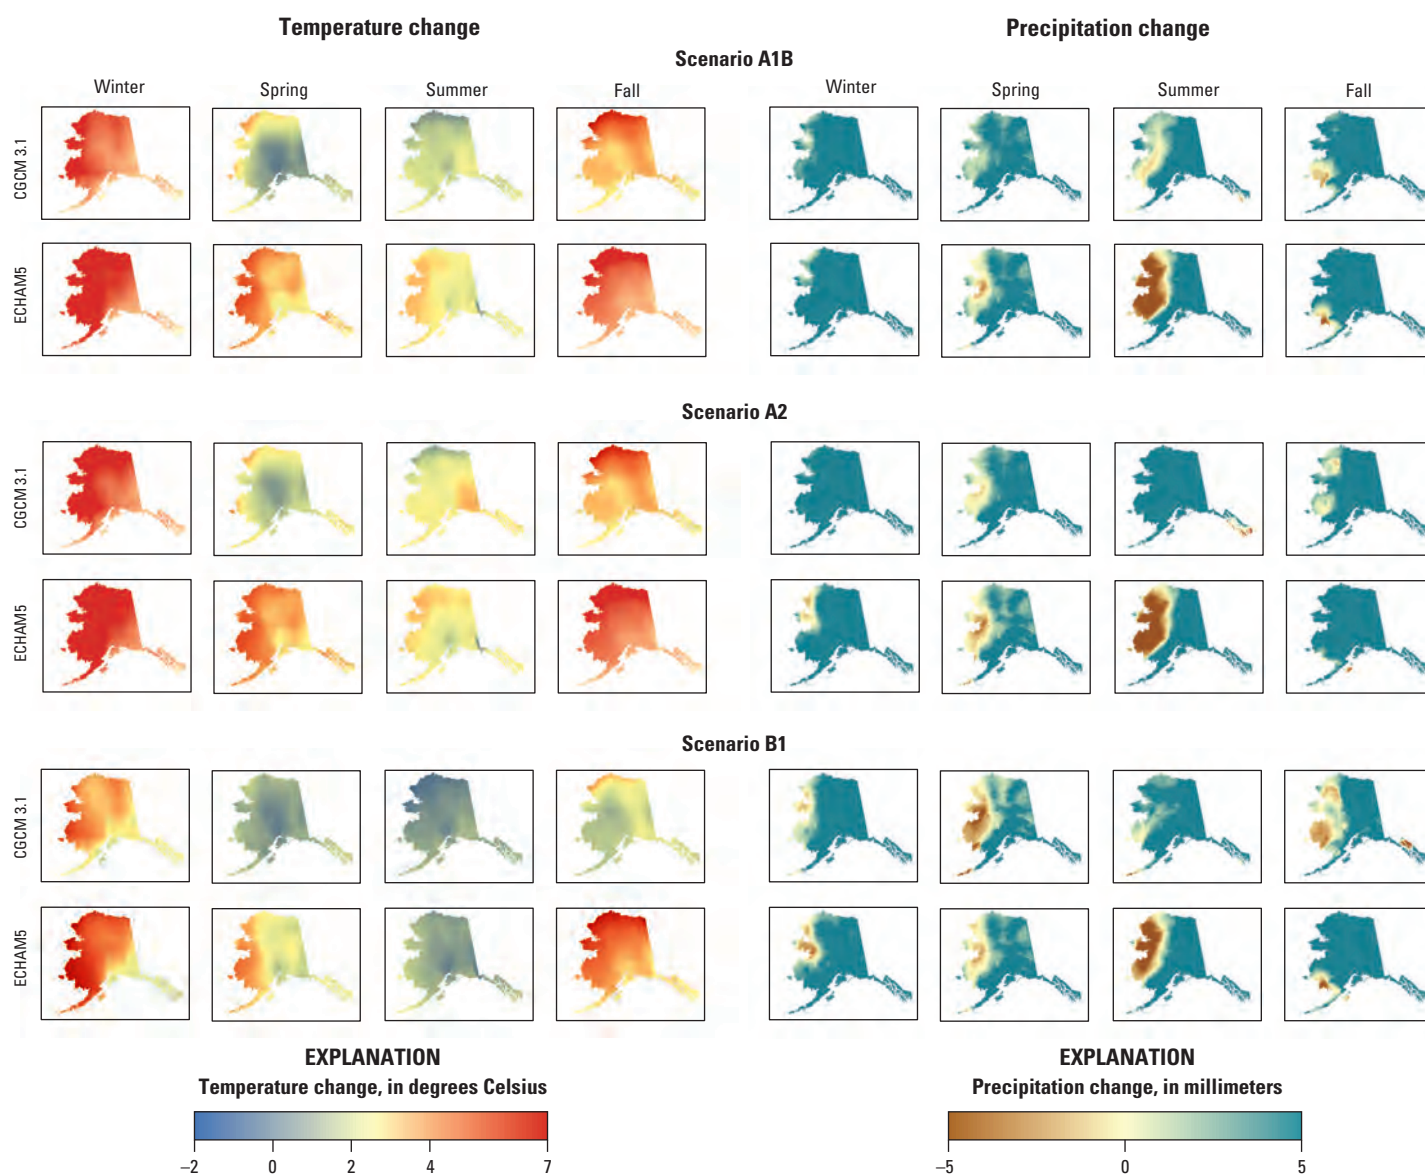 Temperature change
Precipitation change
Scenario A1B
Winter Spring Summer Fall Winter Spring Summer Fall
CGCM 3.1
ECHAM5
Scenario A2
CGCM 3.1
ECHAM5
Scenario B1
CGCM 3.1
ECHAM5
EXPLANATION
Temperature change, in degrees Celsius
–2 0 2 4 7
EXPLANATION
Precipitation change, in millimeters
–5 0 5